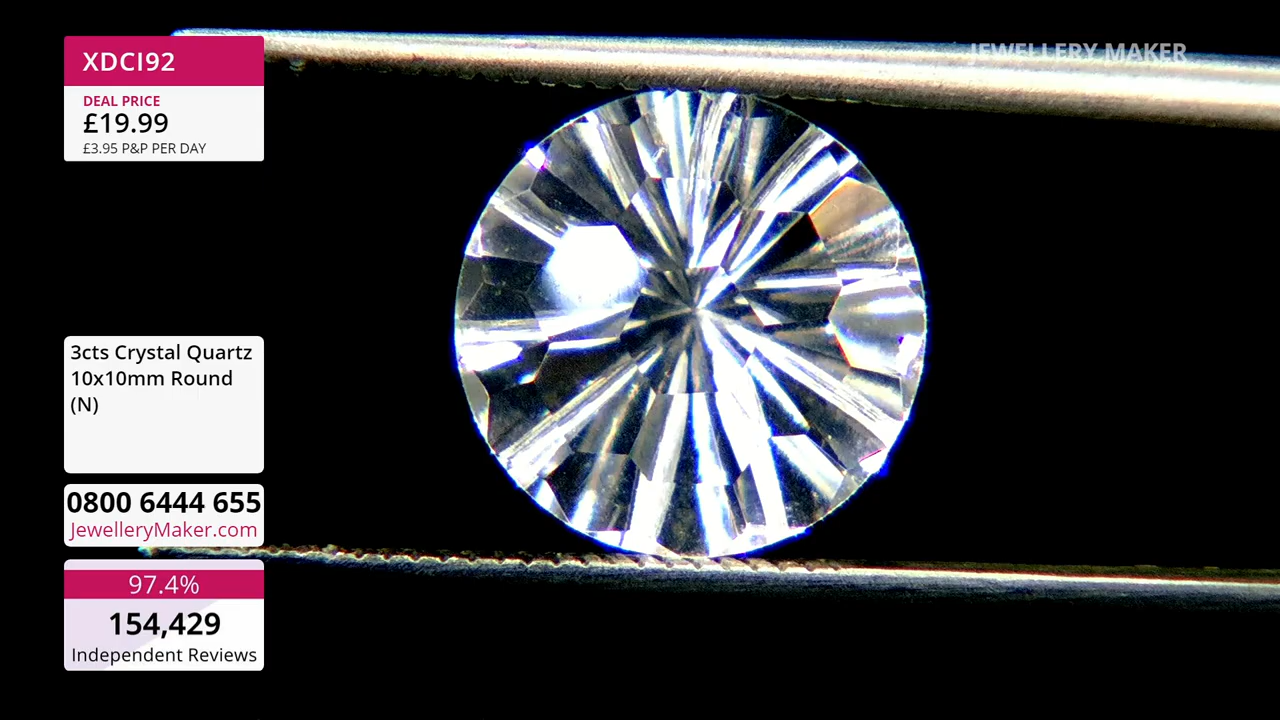 XDCI92
DEAL PRICE
£19.99
£3.95 P&P PER DAY
JEWELLERY MAKER
3cts Crystal Quartz
10x10mm Round
(N)
0800 6444 655
JewelleryMaker.com
97.4%
154,429
Independent Reviews